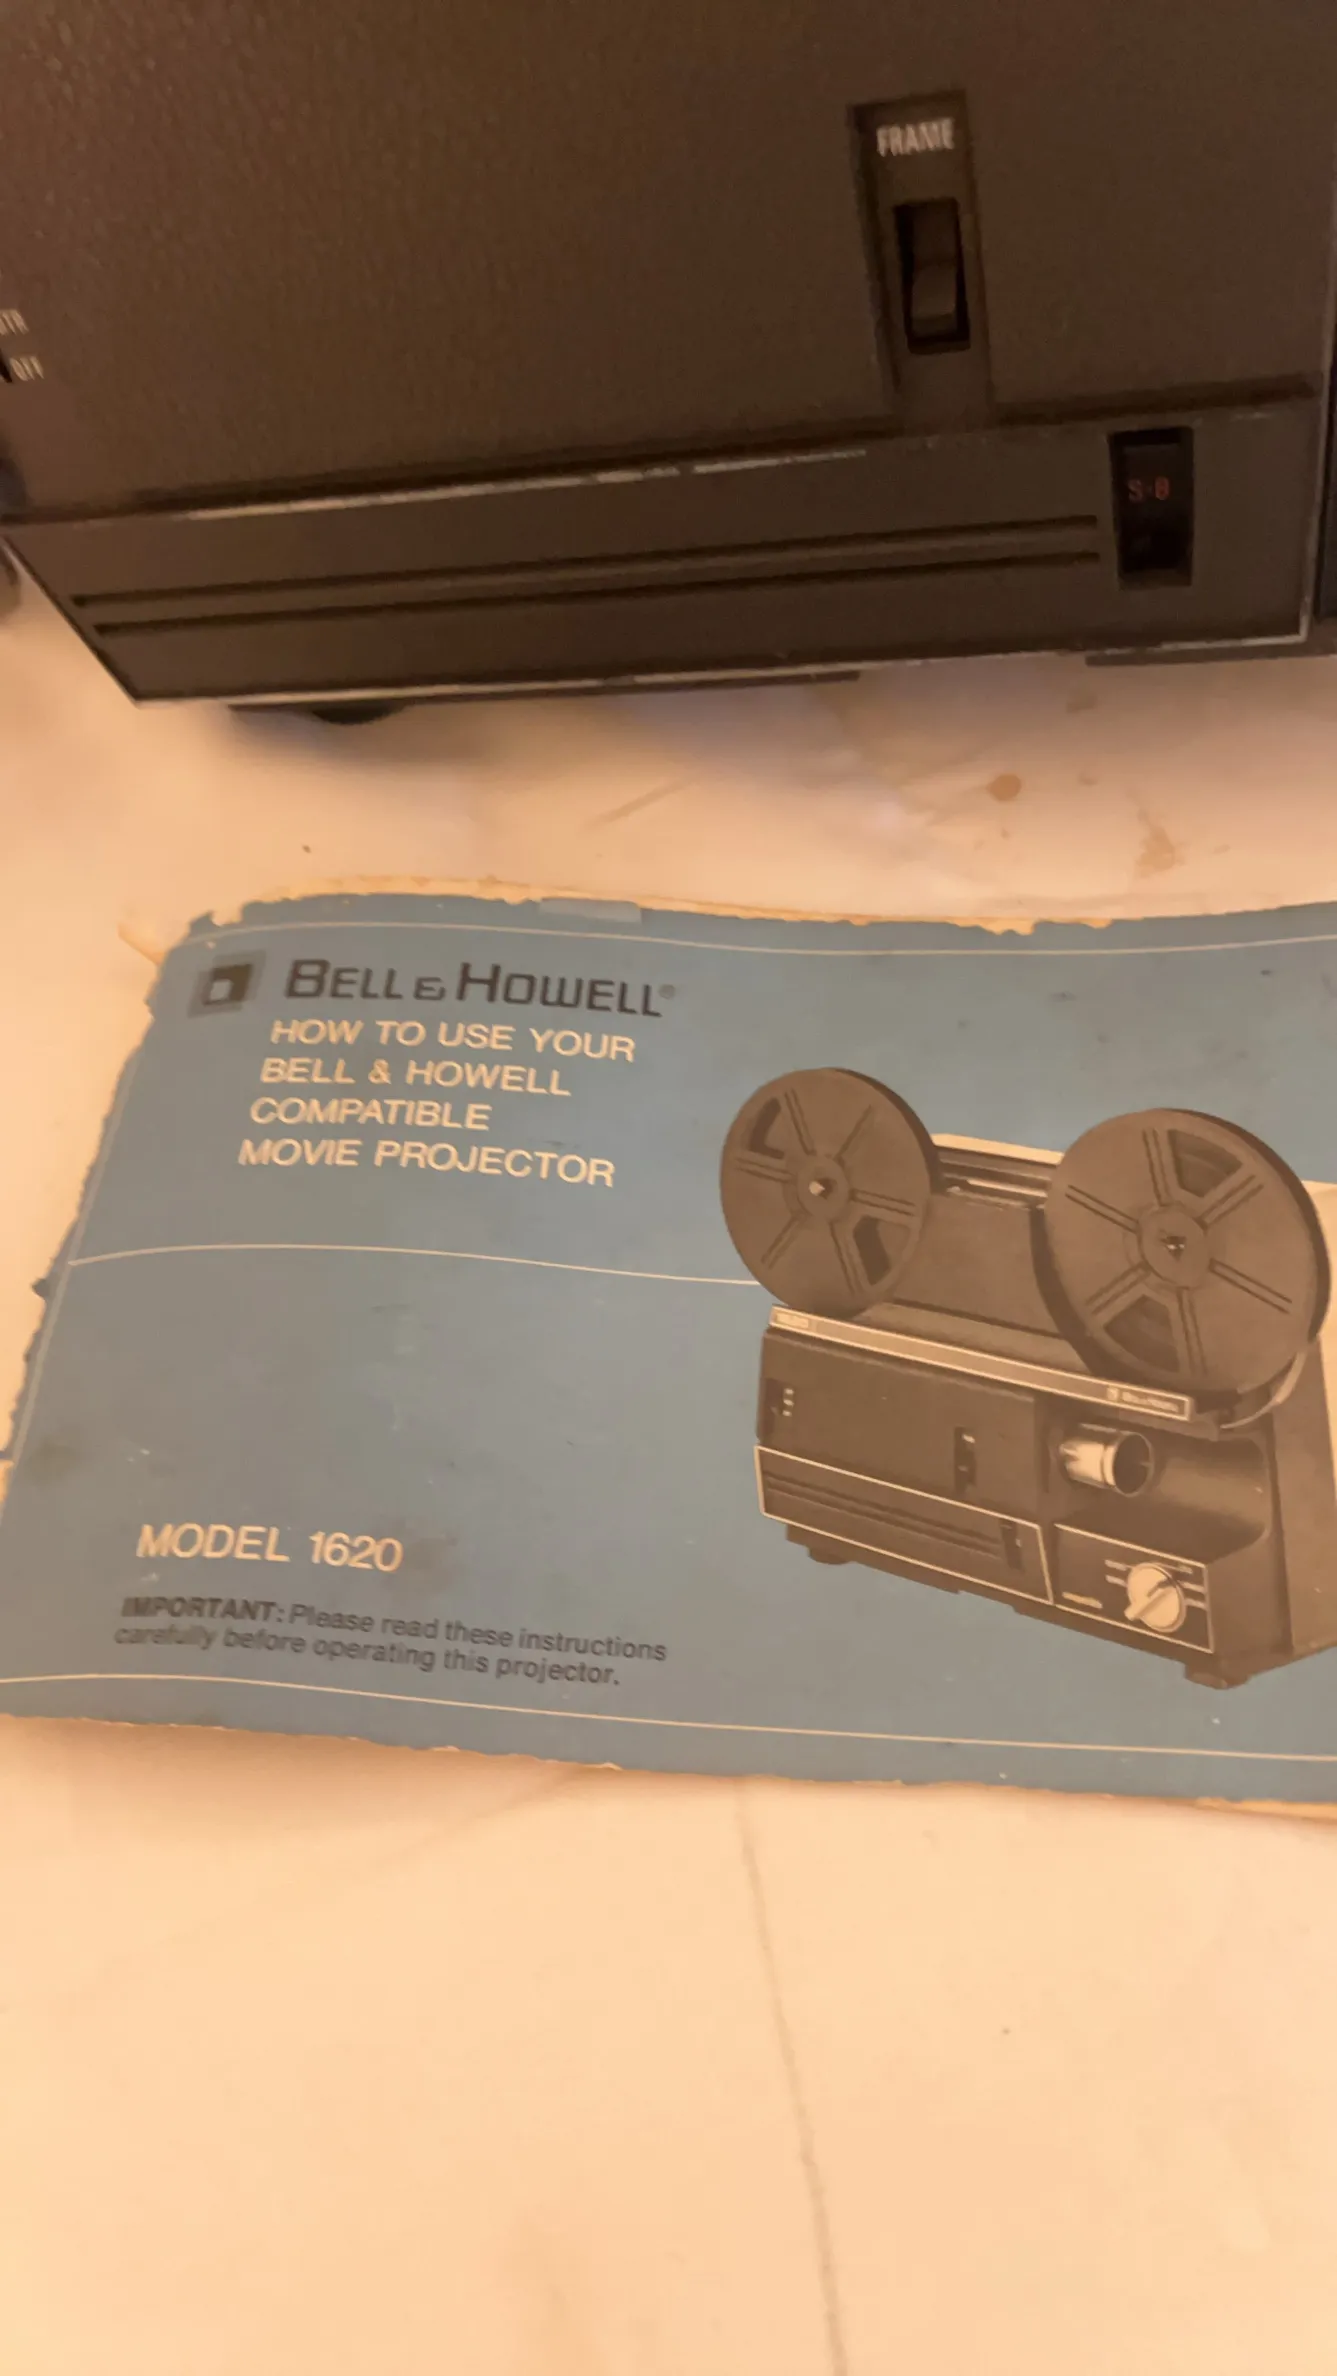 FRAME
OFF
S-8
BELL & HOWELL®
HOW TO USE YOUR
BELL & HOWELL
COMPATIBLE
MOVIE PROJECTOR
MODEL 1620
IMPORTANT: Please read these instructions
carefully before operating this projector.